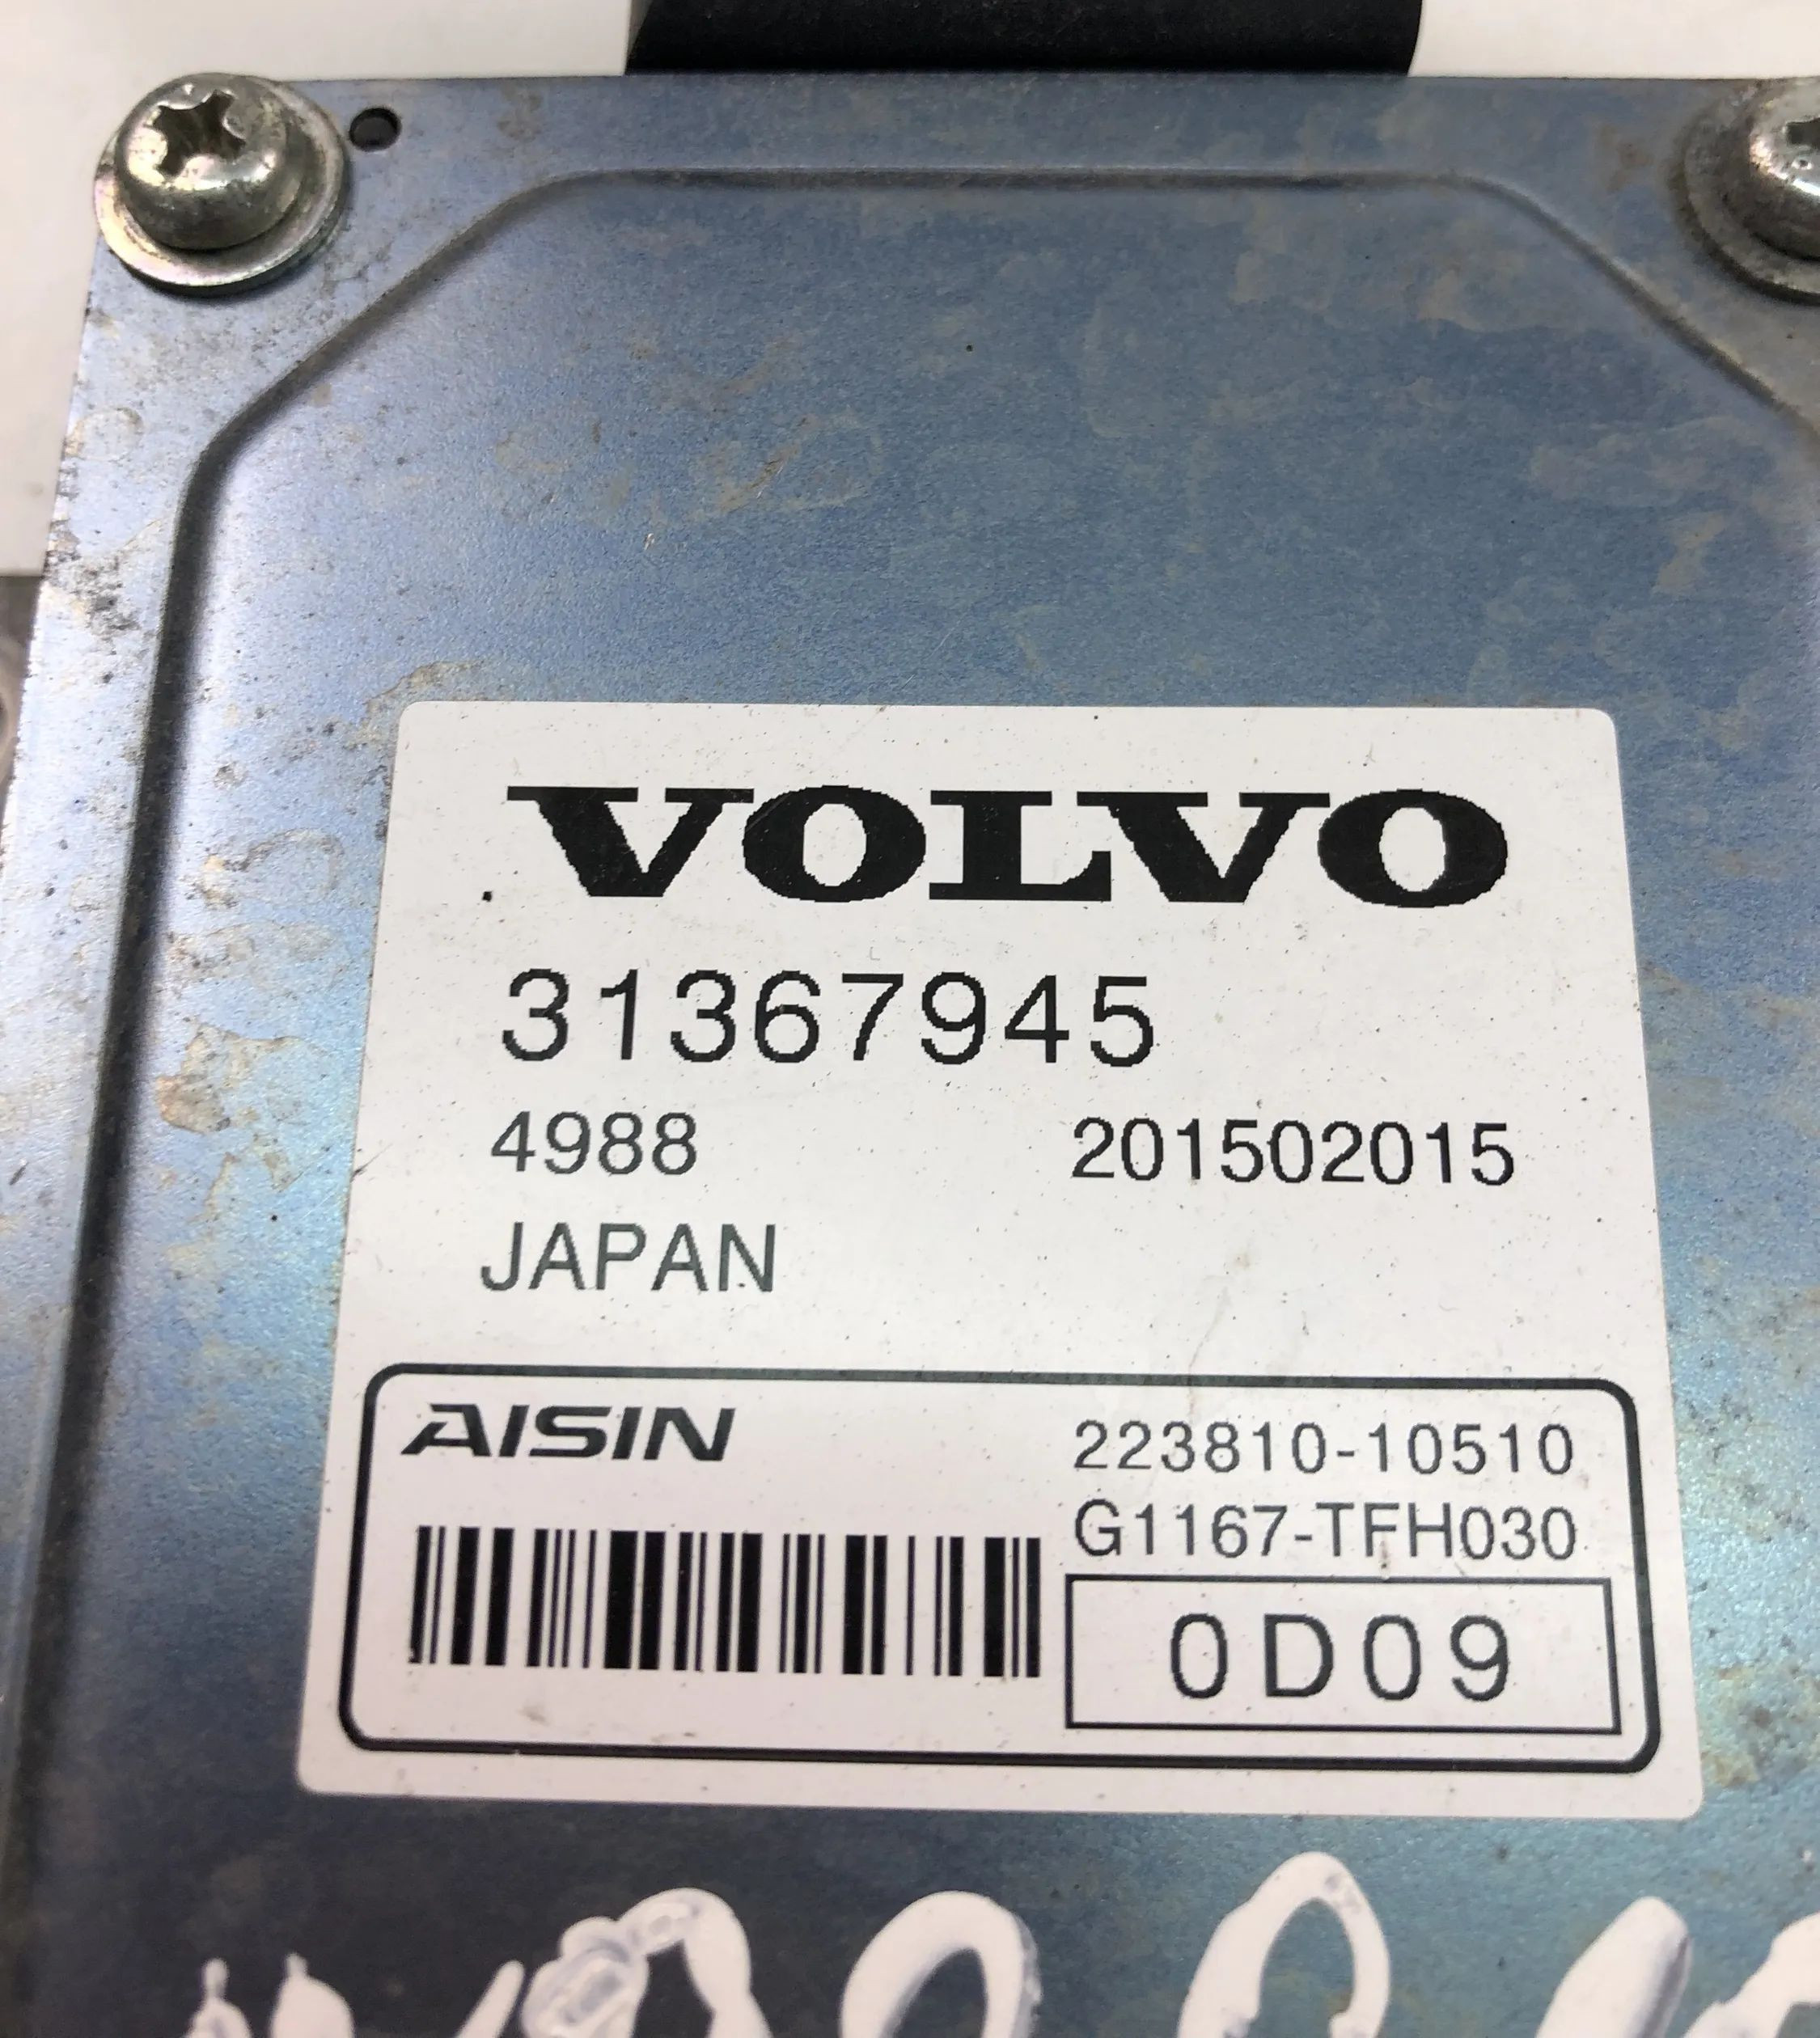 VOLVO
31367945
4988 201502015
JAPAN
AISIN
223810-10510
G1167-TFH030
0D09